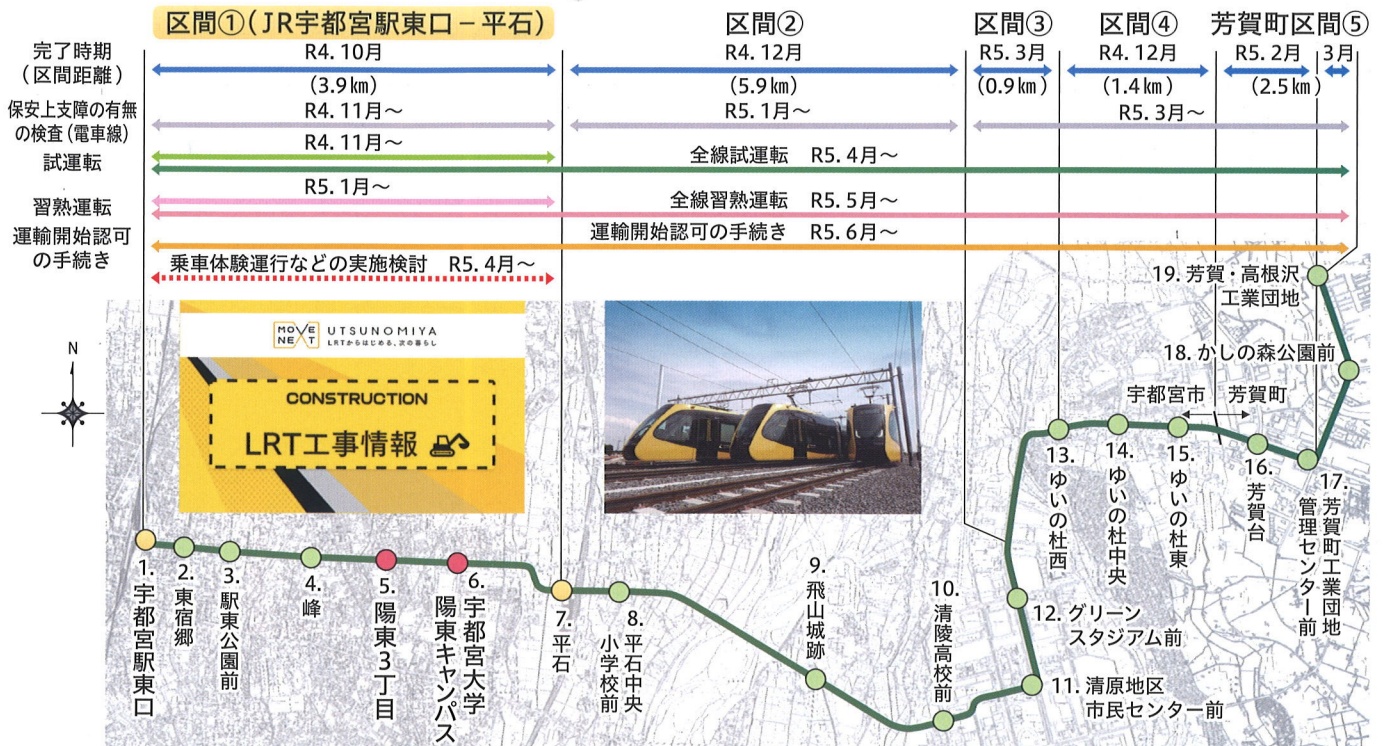 区間①(JR宇都宮駅東口－平石)
区間②
区間③
区間④
芳賀町区間⑤
完了時期
(区間距離)
R4.10月
(3.9km)
R4.12月
(5.9km)
R5.3月
(0.9km)
R4.12月
(1.4km)
R5.2月
3月
(2.5km)
保安上支障の有無
の検査(電車線)
R4.11月～
R5.1月～
R5.3月～
試運転
R4.11月～
全線試運転 R5.4月～
習熟運転
R5.1月～
全線習熟運転 R5.5月～
運輸開始認可
の手続き
運輸開始認可の手続き R5.6月～
乗車体験運行などの実施検討 R5.4月～
MOVE
NEXT
UTSUNOMIYA
LRTからはじめる、次の暮らし
CONSTRUCTION
LRT工事情報
N
宇都宮市
芳賀町
1.宇都宮駅東口
2.東宿郷
3.駅東公園前
4.峰
5.陽東3丁目
6.宇都宮大学
陽東キャンパス
7.平石
8.平石中央
小学校前
9.飛山城跡
10.清陵高校前
11.清原地区
市民センター前
12.グリーン
スタジアム前
13.ゆいの杜西
14.ゆいの杜中央
15.ゆいの杜東
16.芳賀台
17.芳賀町工業団地
管理センター前
18.かしの森公園前
19.芳賀・高根沢
工業団地